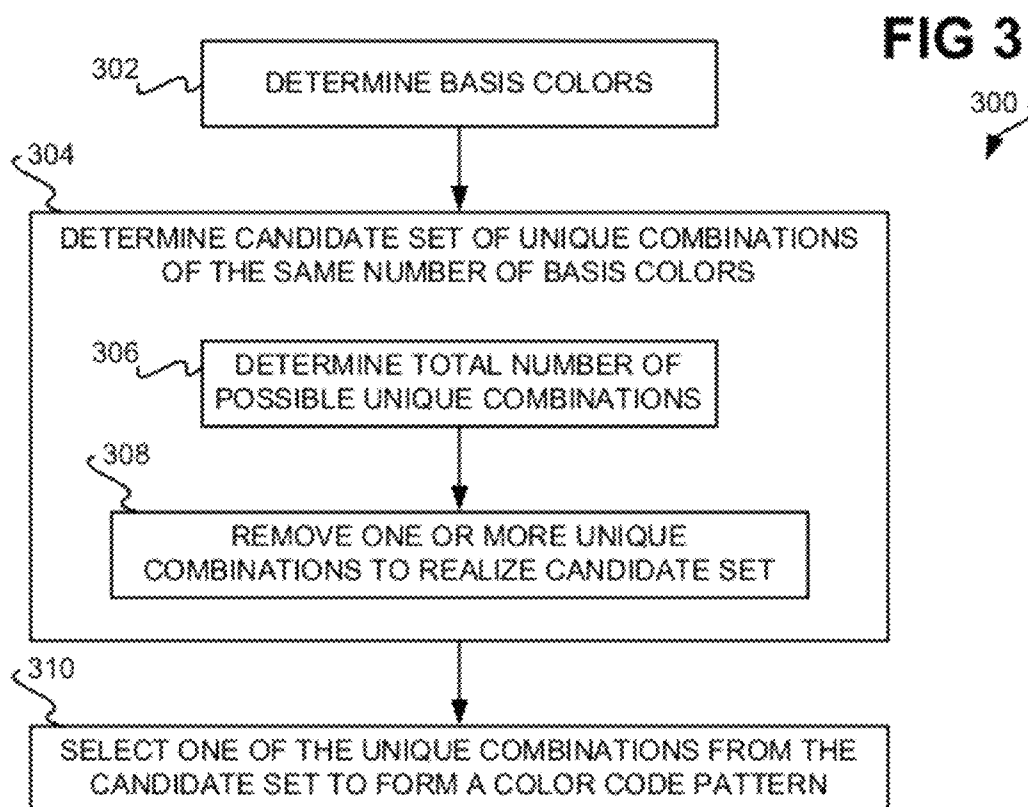 FIG 3
300
302
DETERMINE BASIS COLORS
304
DETERMINE CANDIDATE SET OF UNIQUE COMBINATIONS
OF THE SAME NUMBER OF BASIS COLORS
306
DETERMINE TOTAL NUMBER OF
POSSIBLE UNIQUE COMBINATIONS
308
REMOVE ONE OR MORE UNIQUE
COMBINATIONS TO REALIZE CANDIDATE SET
310
SELECT ONE OF THE UNIQUE COMBINATIONS FROM THE
CANDIDATE SET TO FORM A COLOR CODE PATTERN